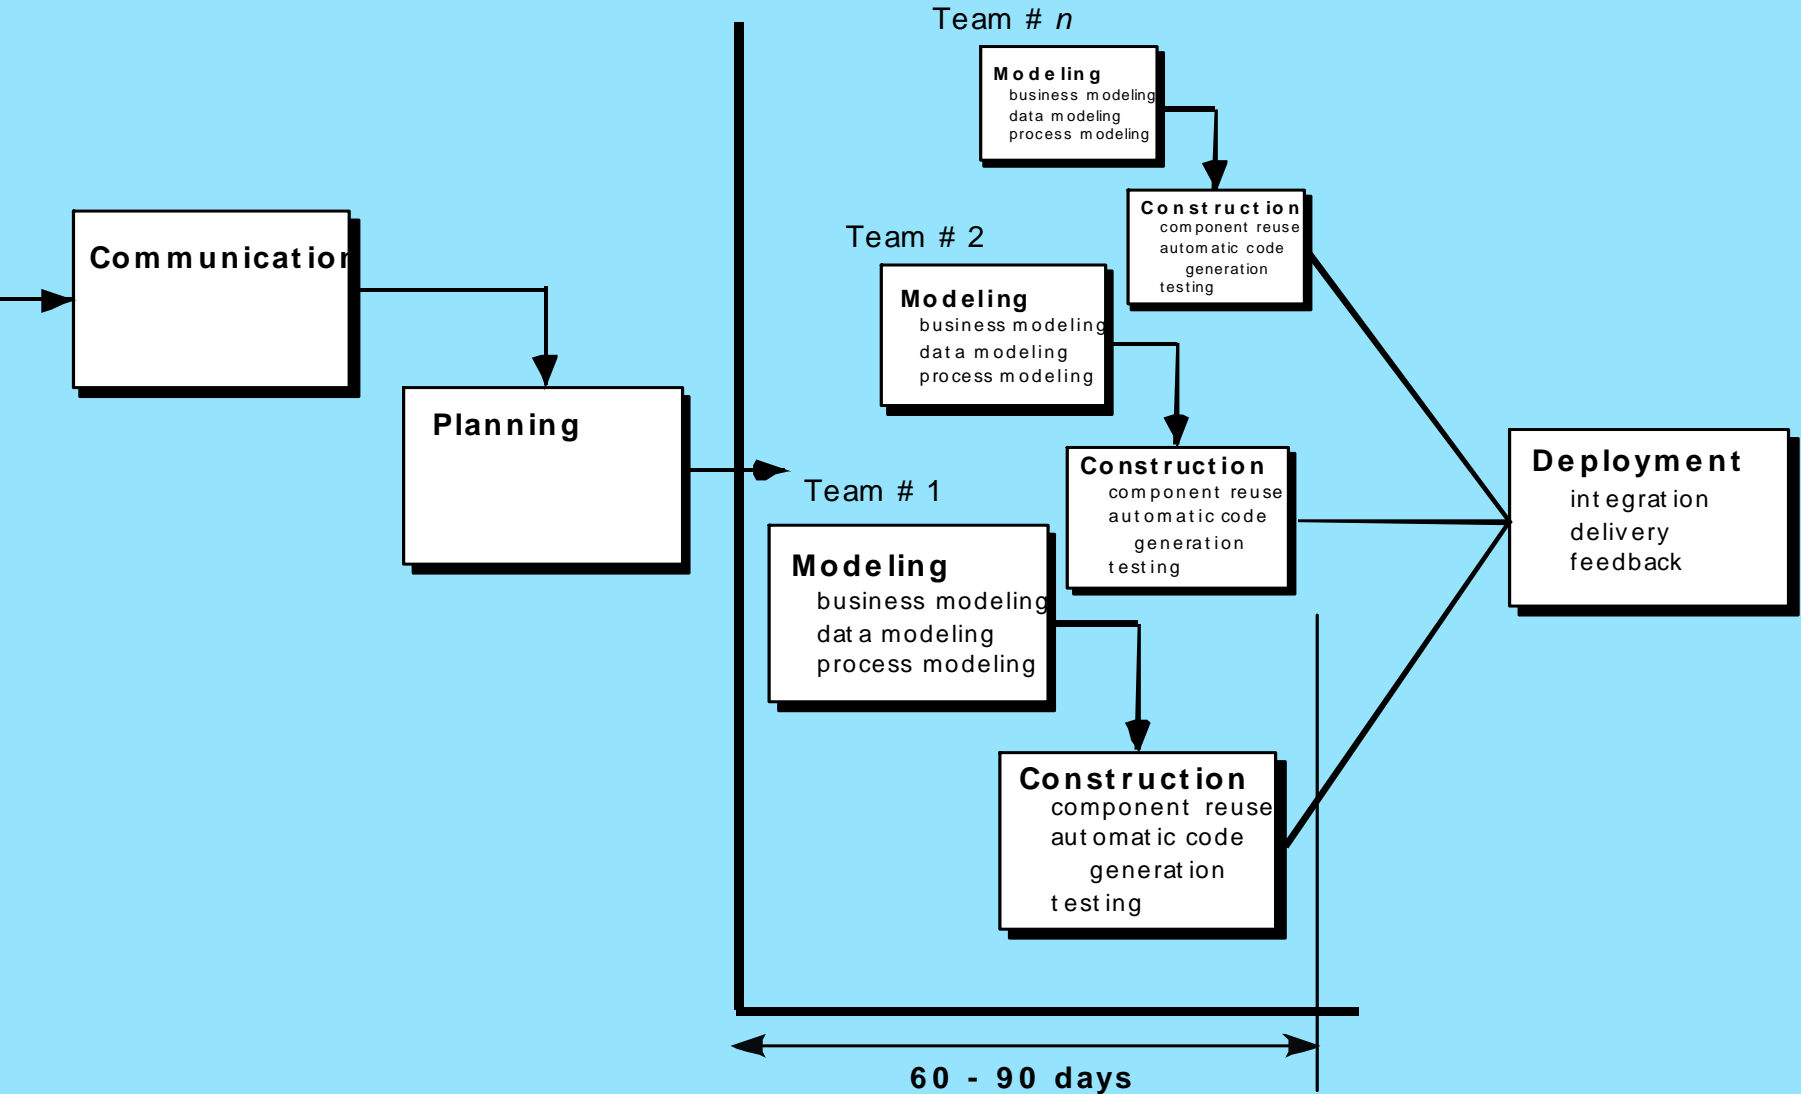 Team # n
Modeling
business modeling
data modeling
process modeling
Construction
component reuse
automatic code
generation
testing
Communication
Team # 2
Modeling
business modeling
data modeling
process modeling
Planning
Construction
component reuse
automatic code
generation
testing
Deployment
integration
delivery
feedback
Team # 1
Modeling
business modeling
data modeling
process modeling
Construction
component reuse
automatic code
generation
testing
60 - 90 days